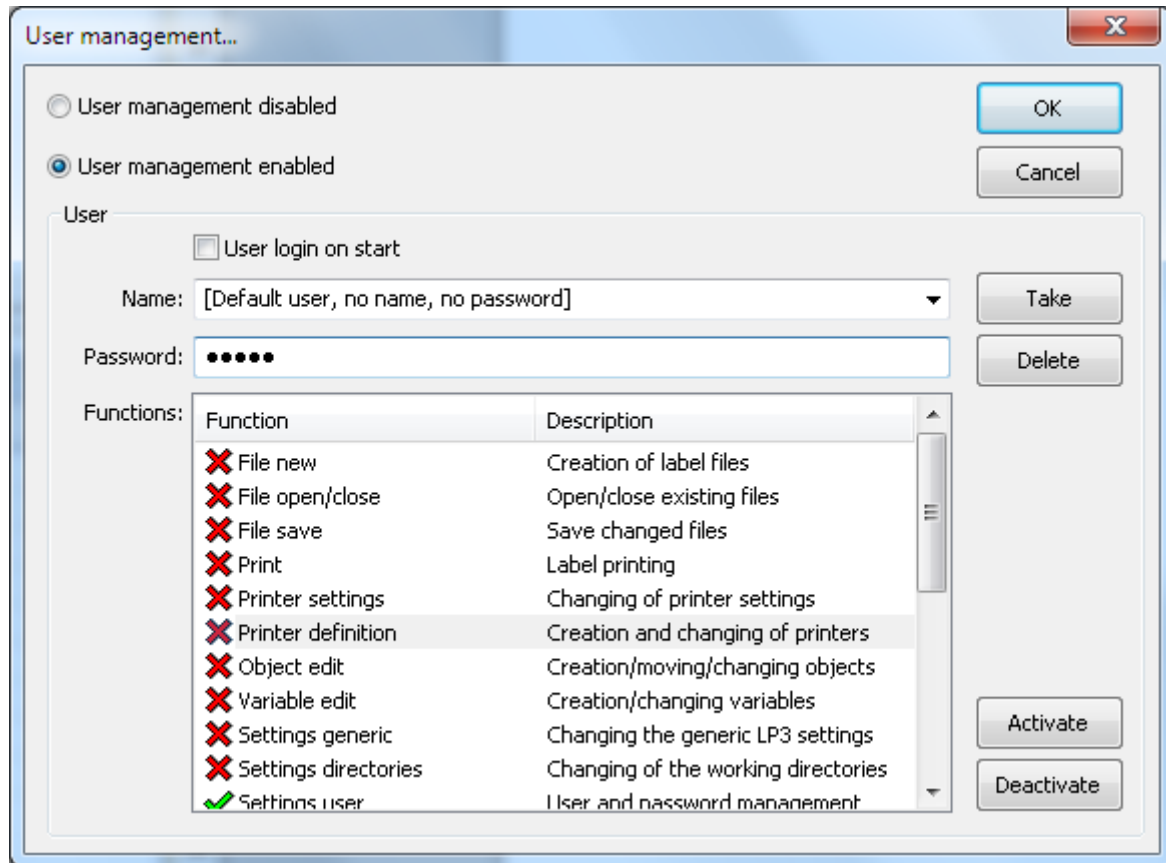 User management...
User management disabled
OK
User management enabled
Cancel
User
User login on start
Name: [Default user, no name, no password]
Take
Password: •••••
Delete
Functions:
Function Description
File new Creation of label files
File open/close Open/close existing files
File save Save changed files
Print Label printing
Printer settings Changing of printer settings
Printer definition Creation and changing of printers
Object edit Creation/moving/changing objects
Variable edit Creation/changing variables
Settings generic Changing the generic LP3 settings
Activate
Settings directories Changing of the working directories
Deactivate
Settings user User and password management